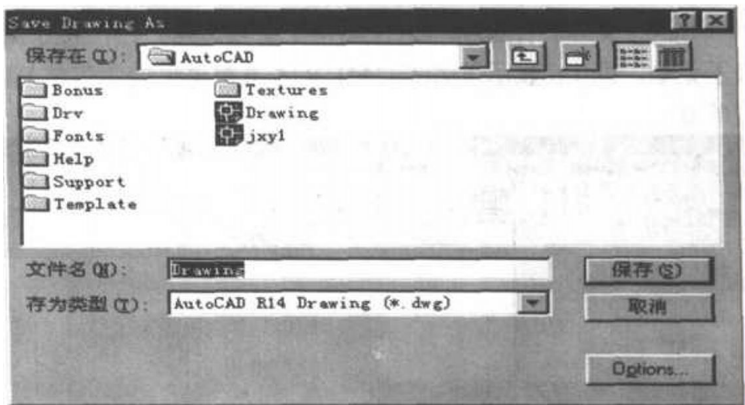 Save Drawing As
保存在(I): AutoCAD
Bonus
Drv
Fonts
Help
Support
Template
Textures
Drawing
jxy1
文件名(N): Drawing
保存(S)
存为类型(T): AutoCAD R14 Drawing (*.dwg)
取消
Options...